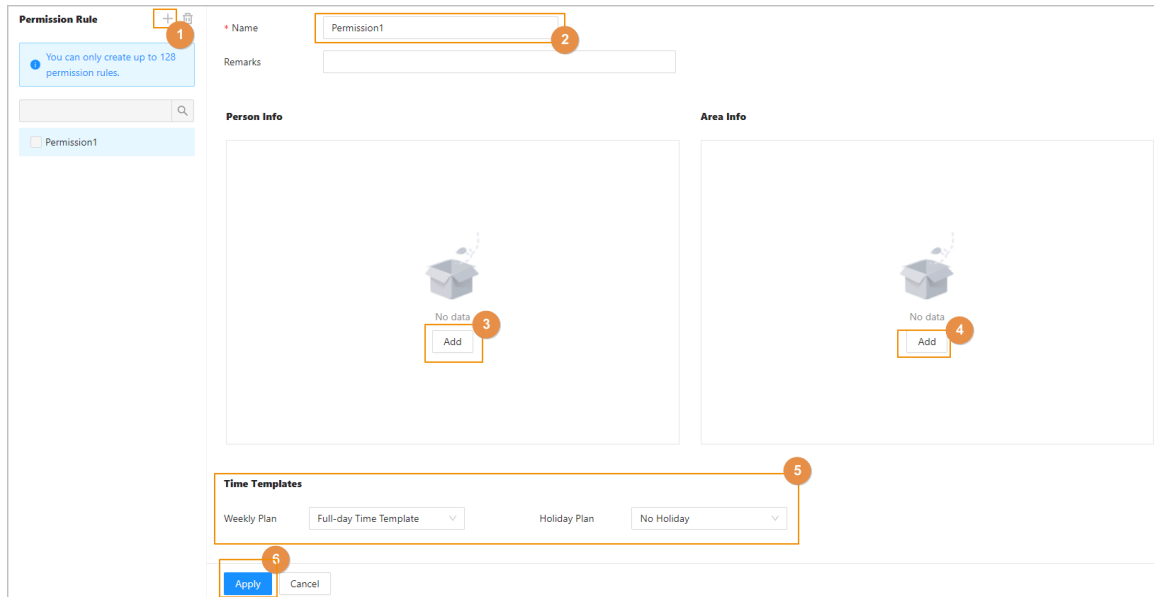 Permission Rule
1
You can only create up to 128
permission rules.
Permission1
* Name
Permission1
2
Remarks
Person Info
Area Info
No data
3
Add
No data
4
Add
5
Time Templates
Weekly Plan
Full-day Time Template
Holiday Plan
No Holiday
6
Apply
Cancel